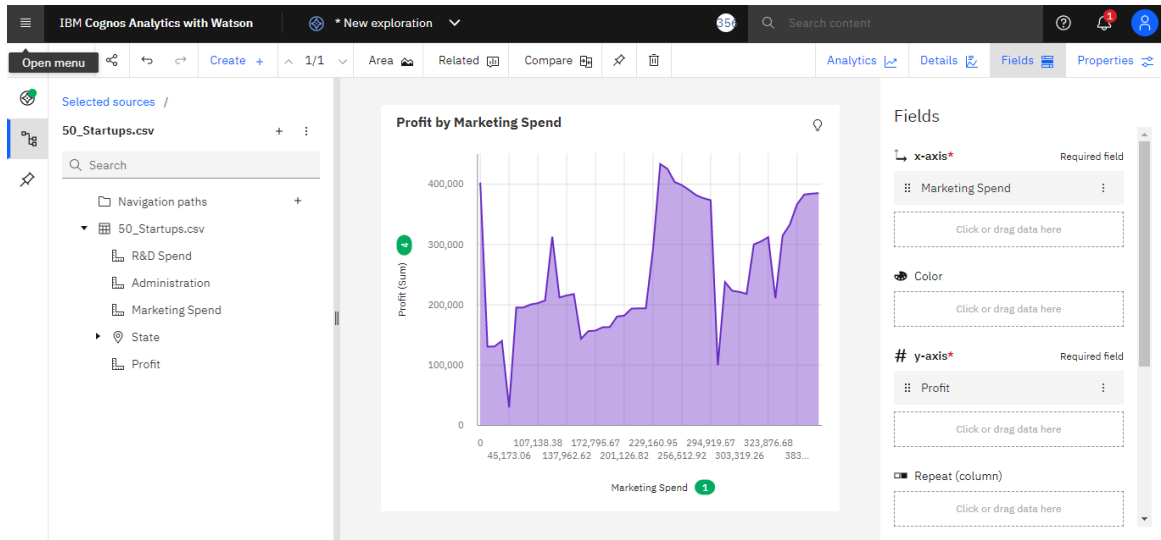 IBM Cognos Analytics with Watson
* New exploration
356
Search content
1
Open menu
Create +
1/1
Area
Related
Compare
Analytics
Details
Fields
Properties
Selected sources /
50_Startups.csv
Search
Navigation paths
50_Startups.csv
R&D Spend
Administration
Marketing Spend
State
Profit
Profit by Marketing Spend
400,000
300,000
200,000
100,000
0
Profit (Sum)
0 107,138.38 172,795.67 229,160.95 294,919.57 323,876.68
45,173.06 137,962.62 201,126.82 256,512.92 303,319.26 383...
Marketing Spend 1
Fields
x-axis* Required field
Marketing Spend
Click or drag data here
Color
Click or drag data here
# y-axis* Required field
Profit
Click or drag data here
Repeat (column)
Click or drag data here